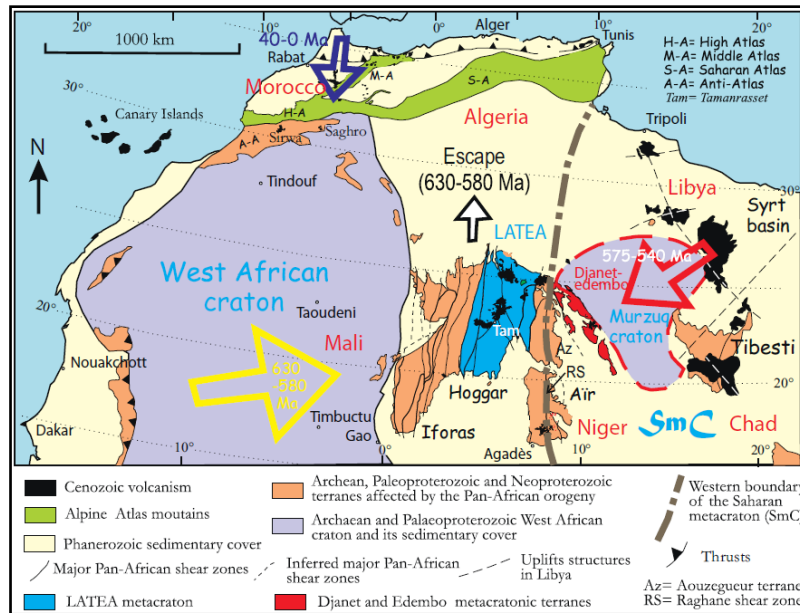 1000 km
40-0 Ma
Alger
Tunis
Rabat
M-A
S-A
H-A= High Atlas
M-A= Middle Atlas
S-A= Saharan Atlas
A-A= Anti-Atlas
Tam= Tamanrasset
Morocco
H-A
30°
30°
Canary Islands
A-A
Sirwa
Saghro
Algeria
Tripoli
N
Tindouf
Escape
(630-580 Ma)
Libya
Syrt
basin
LATEA
575-540 Ma
Djanet-
edembo
West African
craton
Murzuq
craton
20°
Taoudeni
Tam
Mali
Tibesti
Nouakchott
630
-580
Ma
Az
RS
20°
Hoggar
Aïr
Timbuctu
Iforas
Niger
SmC
Chad
Dakar
Gao
Agadès
10°
0°
10°
20°
Cenozoic volcanism
Alpine Atlas moutains
Phanerozoic sedimentary cover
Major Pan-African shear zones
LATEA metacraton
Archean, Paleoproterozoic and Neoproterozoic
terranes affected by the Pan-African orogeny
Archaean and Palaeoproterozoic West African
craton and its sedimentary cover
Inferred major Pan-African
shear zones
Uplifts structures
in Libya
Djanet and Edembo metacratonic terranes
Western boundary
of the Saharan
metacraton (SmC)
Thrusts
Az= Aouzegueur terrane
RS= Raghane shear zone